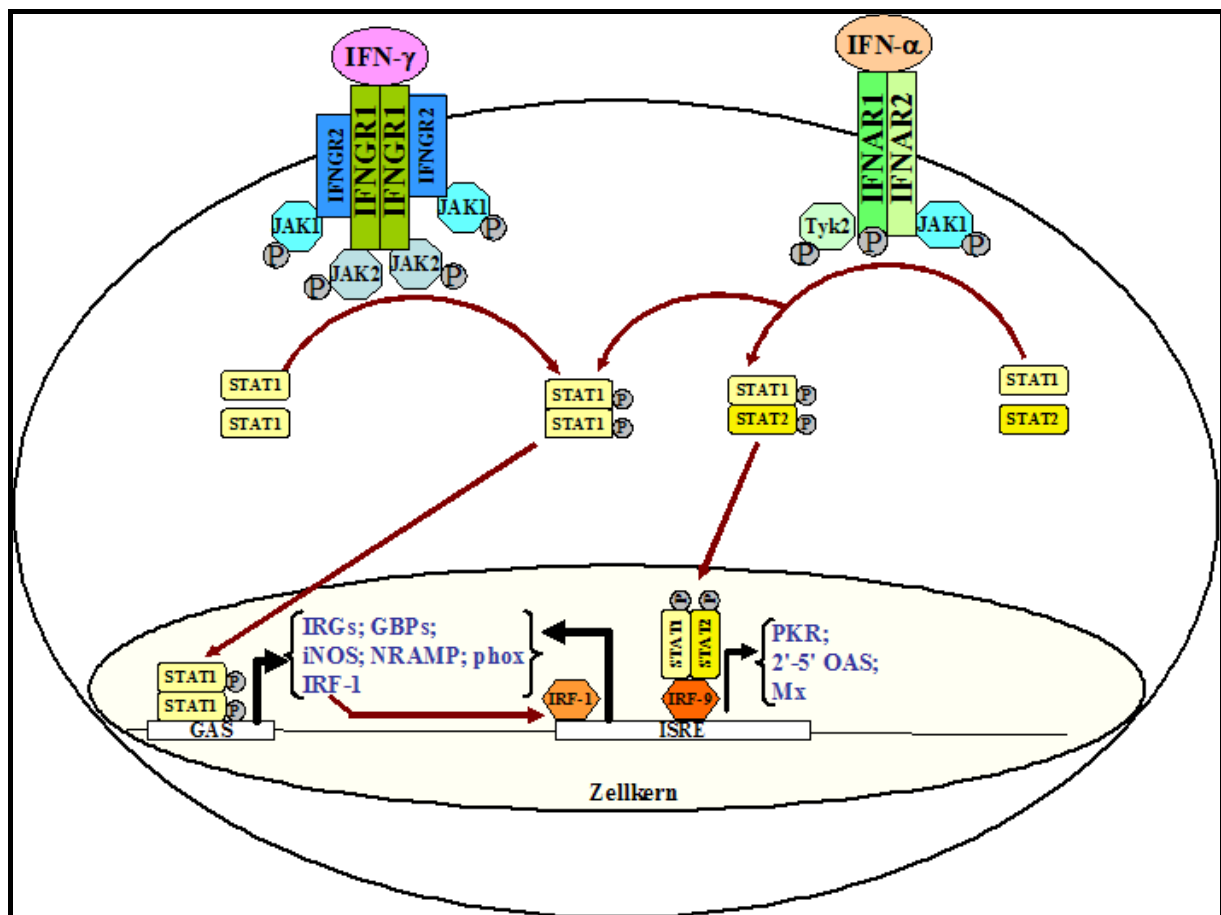 IFN-γ
IFN-α
IFNGR2
IFNGR1
IFNGR1
IFNGR2
IFNAR1
IFNAR2
JAK1
P
JAK2
P
JAK2
P
JAK1
P
Tyk2
P
P
JAK1
P
STAT1
STAT1
STAT1
P
STAT1
P
STAT1
P
STAT2
P
STAT1
STAT2
P
P
STAT1
STAT2
IRGs; GBPs;
iNOS; NRAMP; phox
IRF-1
PKR;
2'-5' OAS;
Mx
STAT1
P
STAT1
P
GAS
IRF-1
IRF-9
ISRE
Zellkern